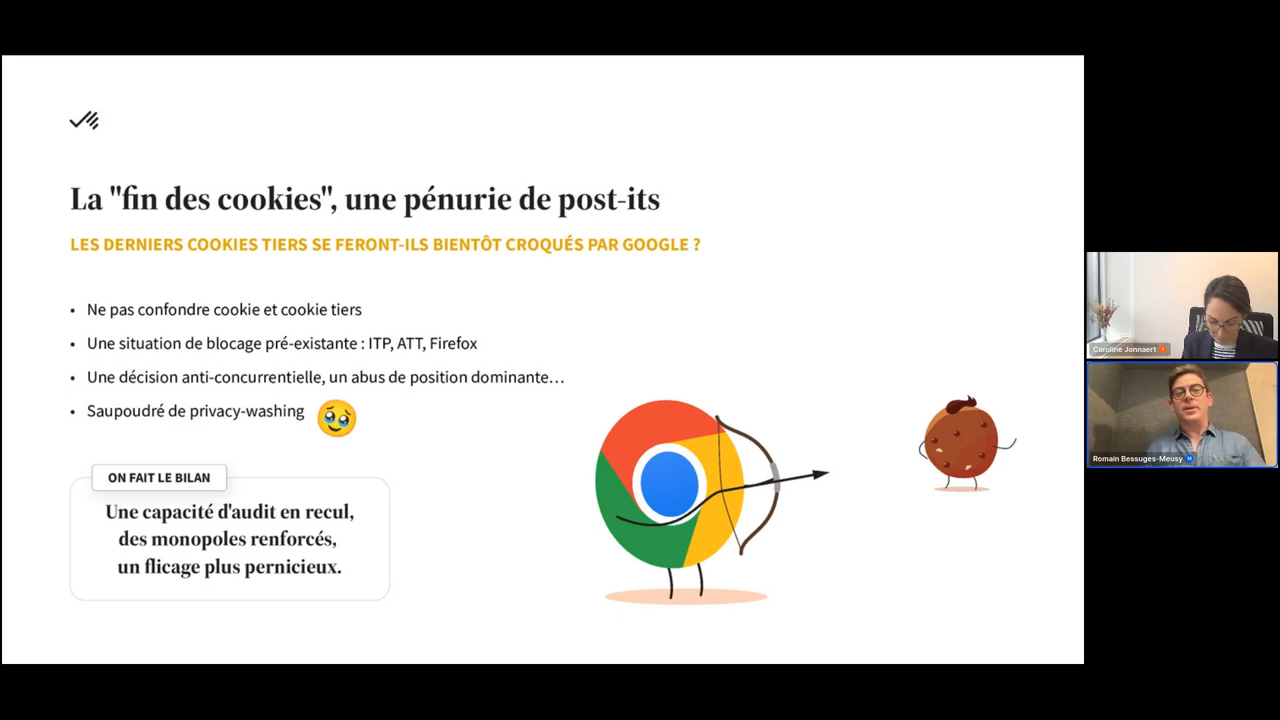 La "fin des cookies", une pénurie de post-its
LES DERNIERS COOKIES TIERS SE FERONT-ILS BIENTÔT CROQUÉS PAR GOOGLE ?
• Ne pas confondre cookie et cookie tiers
• Une situation de blocage pré-existante : ITP, ATT, Firefox
• Une décision anti-concurrentielle, un abus de position dominante…
• Saupoudré de privacy-washing
ON FAIT LE BILAN
Une capacité d'audit en recul,
des monopoles renforcés,
un flicage plus pernicieux.
Caroline Jonnaert
Romain Bessuges-Meusy